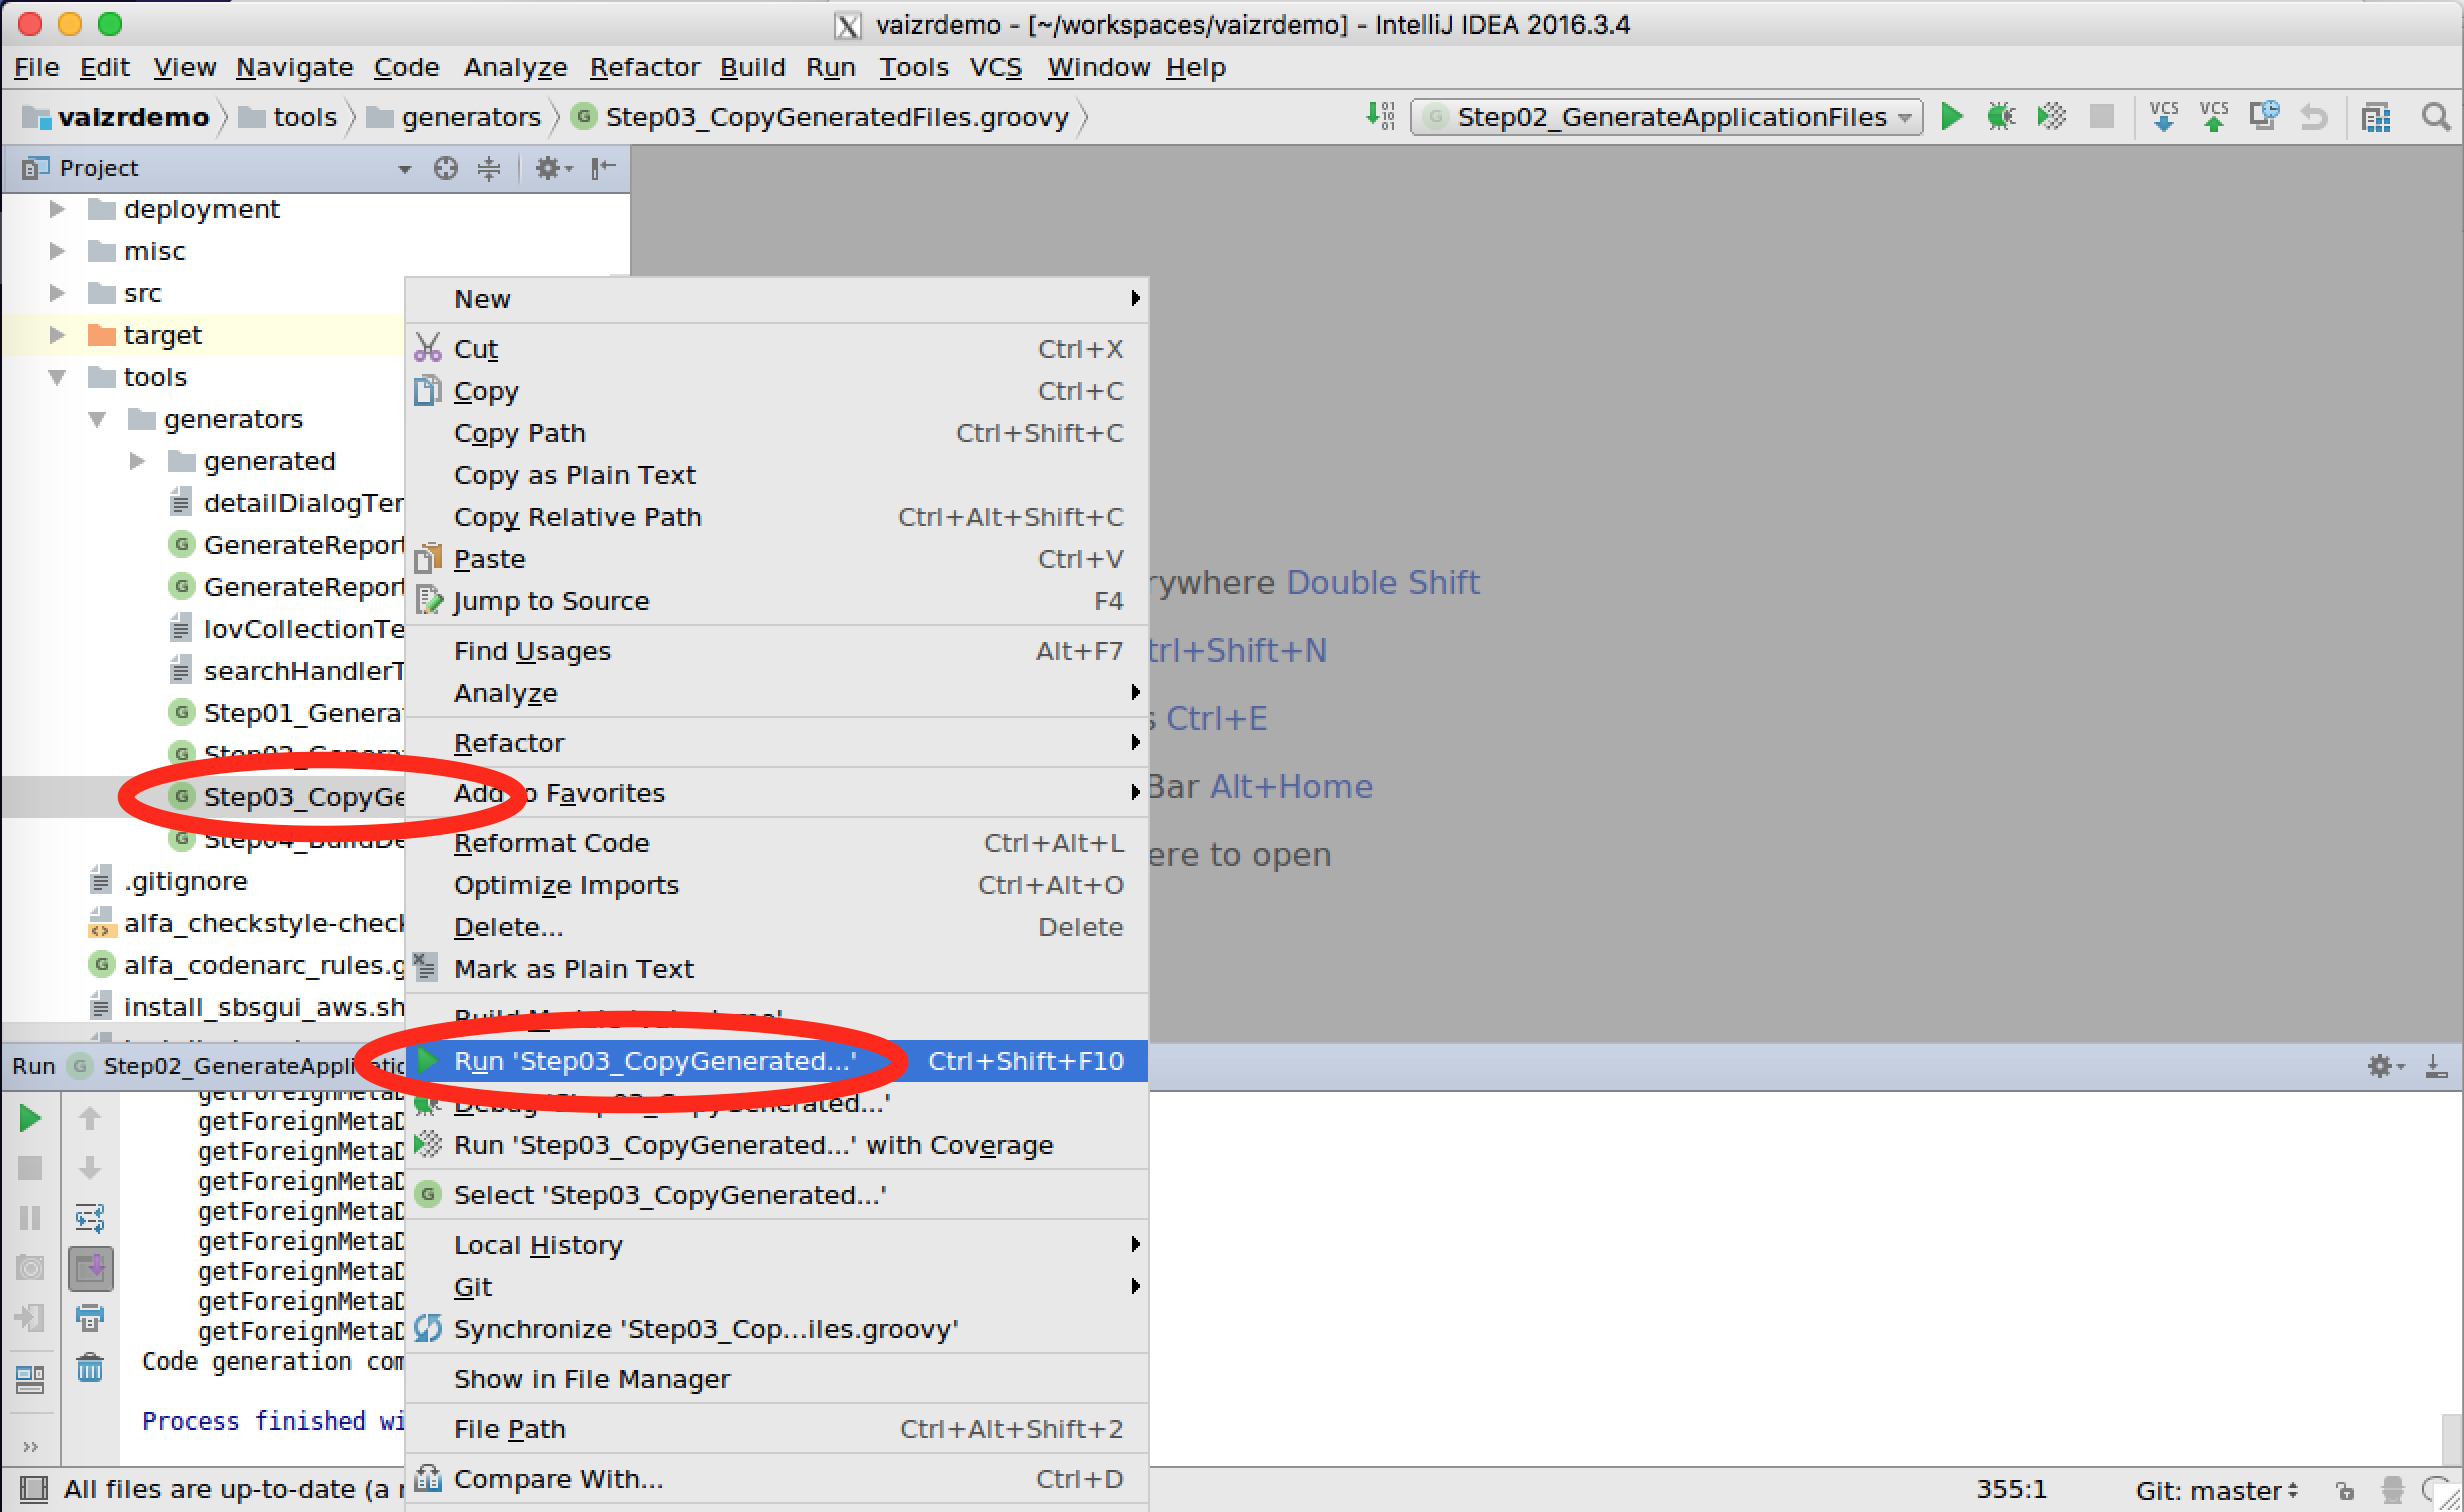 vaizrdemo - [~/workspaces/vaizrdemo] - IntelliJ IDEA 2016.3.4
File Edit View Navigate Code Analyze Refactor Build Run Tools VCS Window Help
vaizrdemo tools generators Step03_CopyGeneratedFiles.groovy Step02_GenerateApplicationFiles VCS VCS
Project
deployment
misc
src
target
tools
generators
generated
detailDialogTer
GenerateReport
GenerateReport
lovCollectionTe
searchHandlerT
Step01_Genera
Step03_CopyGe
.gitignore
alfa_checkstyle-check
alfa_codenarc_rules.g
install_sbsgui_aws.sh
New
Cut Ctrl+X
Copy Ctrl+C
Copy Path Ctrl+Shift+C
Copy as Plain Text
Copy Relative Path Ctrl+Alt+Shift+C
Paste Ctrl+V
Jump to Source F4
Find Usages Alt+F7
Analyze
Refactor
Add to Favorites
Reformat Code Ctrl+Alt+L
Optimize Imports Ctrl+Alt+O
Delete... Delete
Mark as Plain Text
Run 'Step03_CopyGenerated...' Ctrl+Shift+F10
Debug 'Step03_CopyGenerated...'
Run 'Step03_CopyGenerated...' with Coverage
Select 'Step03_CopyGenerated...'
Local History
Git
Synchronize 'Step03_Cop...iles.groovy'
Show in File Manager
File Path Ctrl+Alt+Shift+2
Compare With... Ctrl+D
rywhere Double Shift
trl+Shift+N
s Ctrl+E
Bar Alt+Home
ere to open
Run Step02_GenerateApplicatio
getForeignMetaD
getForeignMetaD
getForeignMetaD
getForeignMetaD
getForeignMetaD
getForeignMetaD
getForeignMetaD
getForeignMetaD
getForeignMetaD
Code generation com
Process finished wi
All files are up-to-date (a 355:1 Git: master